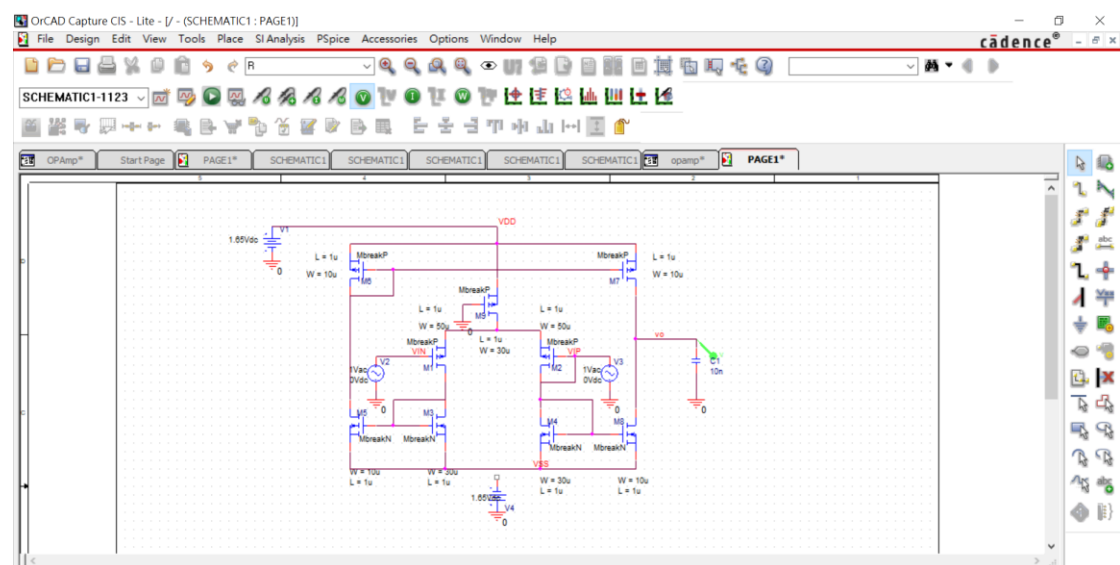 OrCAD Capture CIS - Lite - [/ - (SCHEMATIC1 : PAGE1)]
File Design Edit View Tools Place SI Analysis PSpice Accessories Options Window Help
cādence®
R
SCHEMATIC1-1123
OPAmp* Start Page PAGE1* SCHEMATIC1 SCHEMATIC1 SCHEMATIC1 SCHEMATIC1 SCHEMATIC1 opamp* PAGE1*
5 4 3 2 1
VDD
V1
1.65Vdc
0
L = 1u
MbreakP
W = 10u
M6
MbreakP
L = 1u
M7
W = 10u
MbreakP
M9
0
L = 1u
W = 30u
L = 1u
W = 50u
MbreakP
VIN
M1
L = 1u
W = 50u
MbreakP
VIP
M2
V2
1Vac
0Vdc
0
V3
1Vac
0Vdc
0
vo
C1
10n
0
M5
MbreakN
M3
MbreakN
M4
MbreakN
M8
MbreakN
VSS
W = 10u
L = 1u
W = 30u
L = 1u
W = 30u
L = 1u
W = 10u
L = 1u
V4
0
D
C